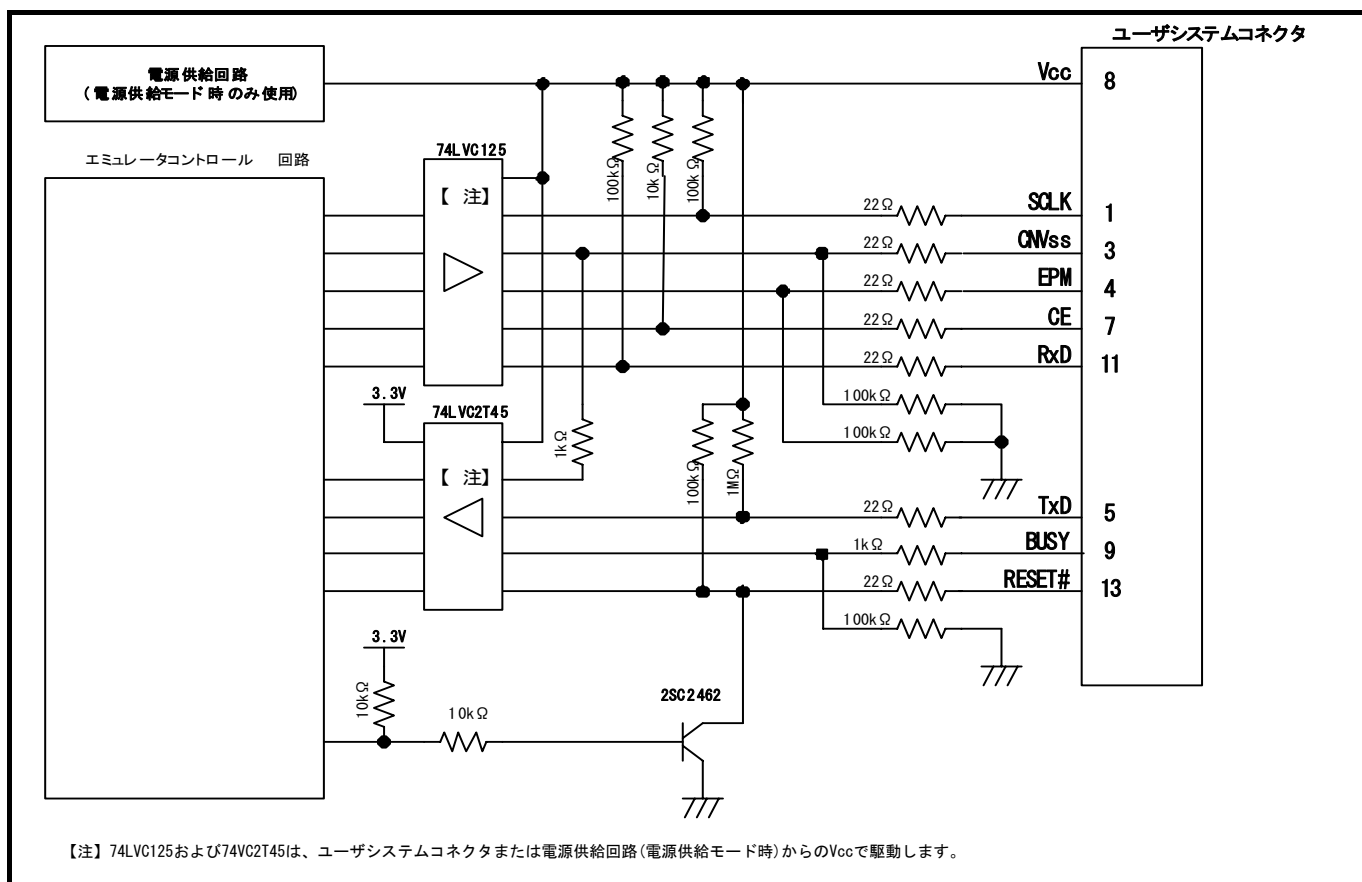 ユーザシステムコネクタ
電源供給回路
(電源供給モード時のみ使用)
Vcc
8
エミュレータコントロール 回路
74LVC125
【注】
100kΩ
10kΩ
100kΩ
22Ω
SCLK
1
22Ω
CNVss
3
22Ω
EPM
4
22Ω
CE
7
22Ω
RxD
11
3.3V
74LVC2T45
【注】
1kΩ
100kΩ
1MΩ
100kΩ
100kΩ
22Ω
TxD
5
1kΩ
BUSY
9
22Ω
RESET#
13
100kΩ
3.3V
10kΩ
10kΩ
2SC2462
【注】74LVC125および74VC2T45は、ユーザシステムコネクタまたは電源供給回路(電源供給モード時)からのVccで駆動します。